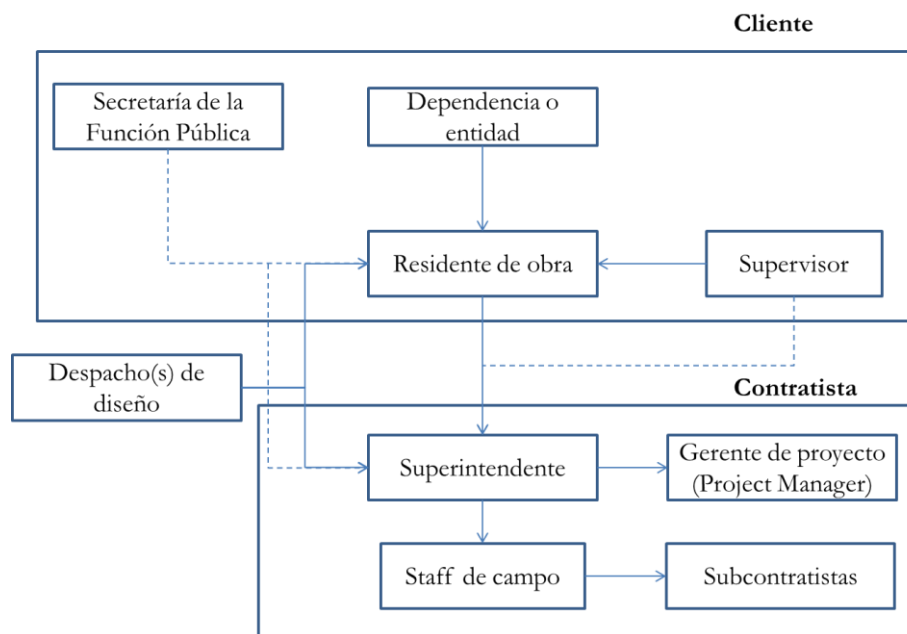 Cliente
Secretaría de la
Función Pública
Dependencia o
entidad
Residente de obra
Supervisor
Despacho(s) de
diseño
Contratista
Superintendente
Gerente de proyecto
(Project Manager)
Staff de campo
Subcontratistas